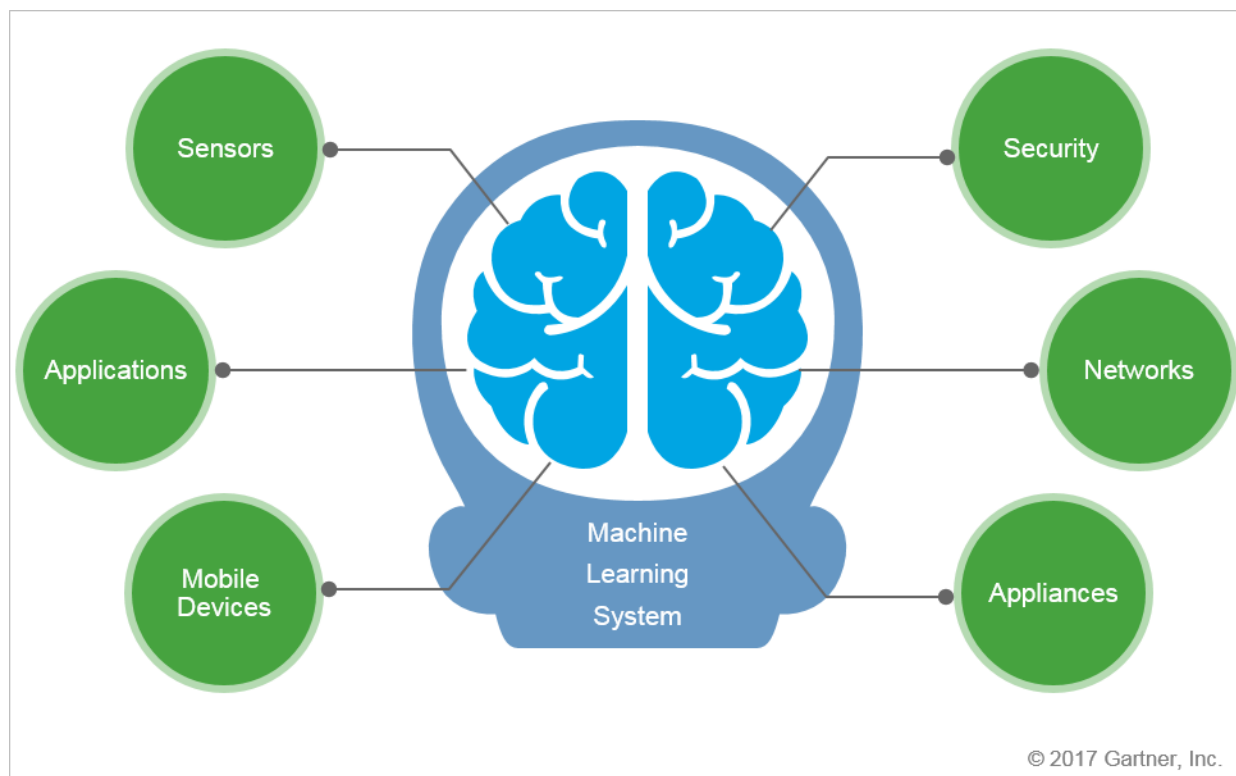 Sensors
Security
Applications
Networks
Mobile
Devices
Appliances
Machine
Learning
System
© 2017 Gartner, Inc.